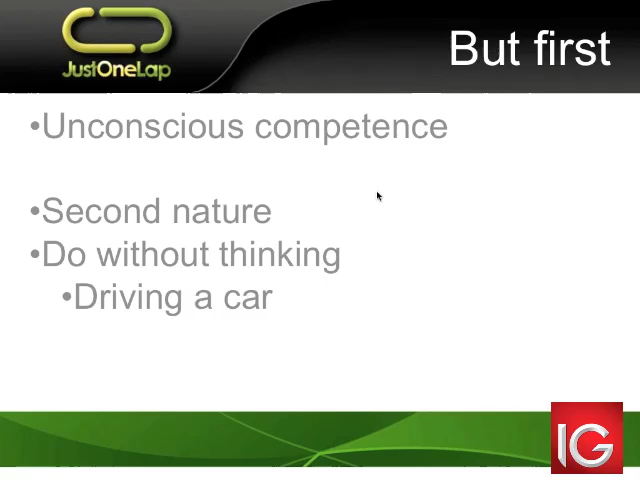 JustOneLap
But first
•Unconscious competence
•Second nature
•Do without thinking
•Driving a car
IG